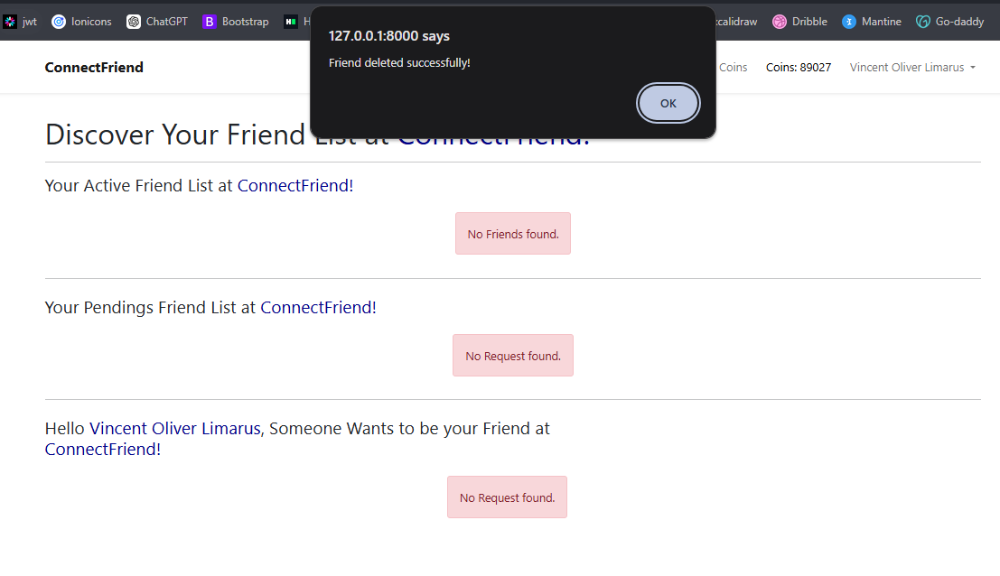 jwt Ionicons ChatGPT B Bootstrap H calidraw Dribble Mantine Go-daddy
127.0.0.1:8000 says
Friend deleted successfully!
OK
ConnectFriend Coins Coins: 89027 Vincent Oliver Limarus
Discover Your Friend List at ConnectFriend!
Your Active Friend List at ConnectFriend!
No Friends found.
Your Pendings Friend List at ConnectFriend!
No Request found.
Hello Vincent Oliver Limarus, Someone Wants to be your Friend at
ConnectFriend!
No Request found.